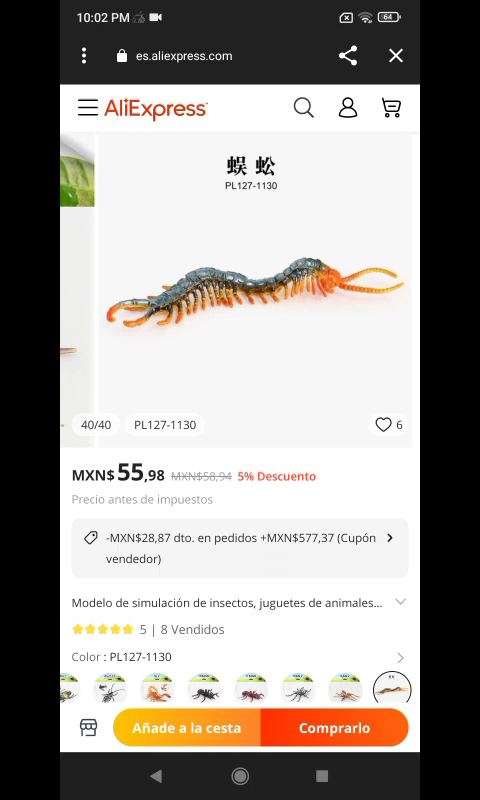 10:02 PM
64
es.aliexpress.com
AliExpress
蜈蚣
PL127-1130
40/40
PL127-1130
6
MXN$ 55,98 MXN$58,94 5% Descuento
Precio antes de impuestos
-MXN$28,87 dto. en pedidos +MXN$577,37 (Cupón
vendedor)
Modelo de simulación de insectos, juguetes de animales...
5 | 8 Vendidos
Color : PL127-1130
Añade a la cesta
Comprarlo